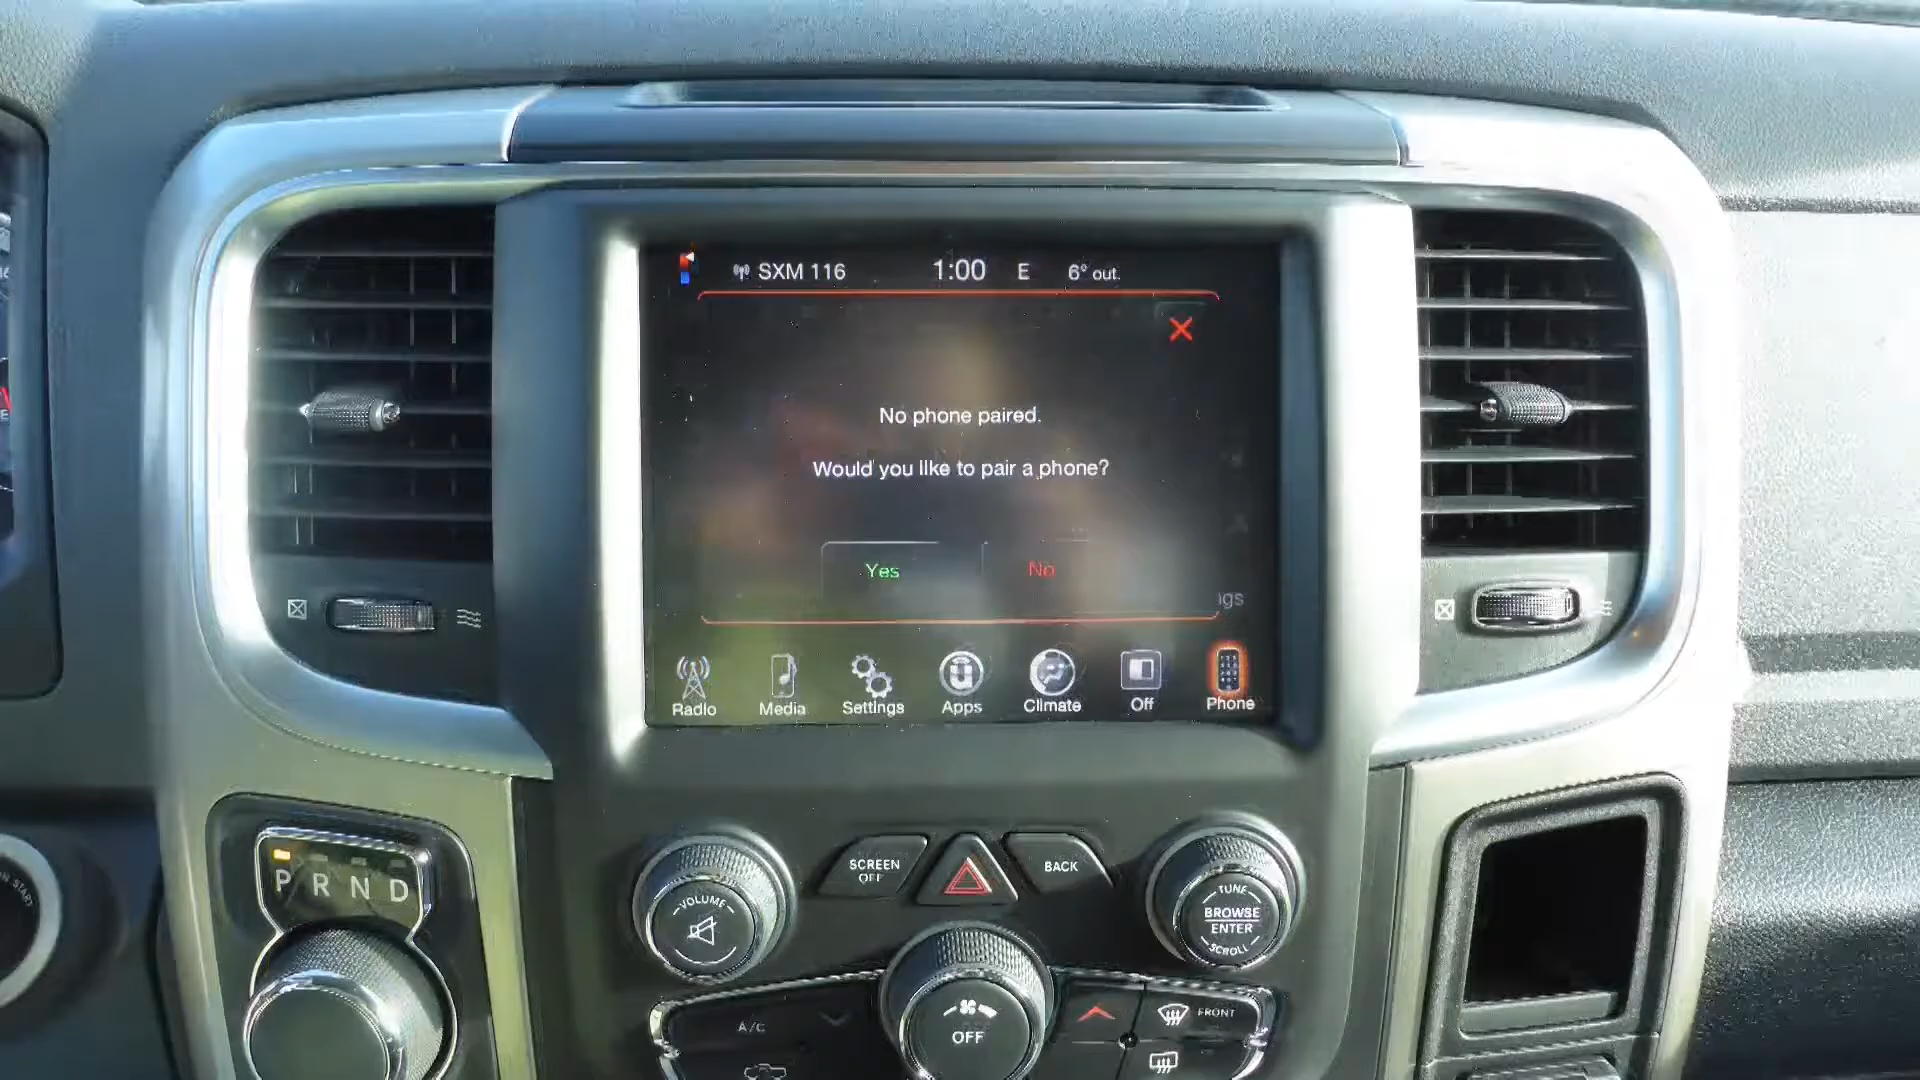 SXM 116 1:00 E 6° out.
No phone paired.
Would you like to pair a phone?
Yes No
Radio Media Settings Apps Climate Off Phone
P R N D
SCREEN OFF
BACK
VOLUME
TUNE
BROWSE
ENTER
SCROLL
A/C
OFF
FRONT